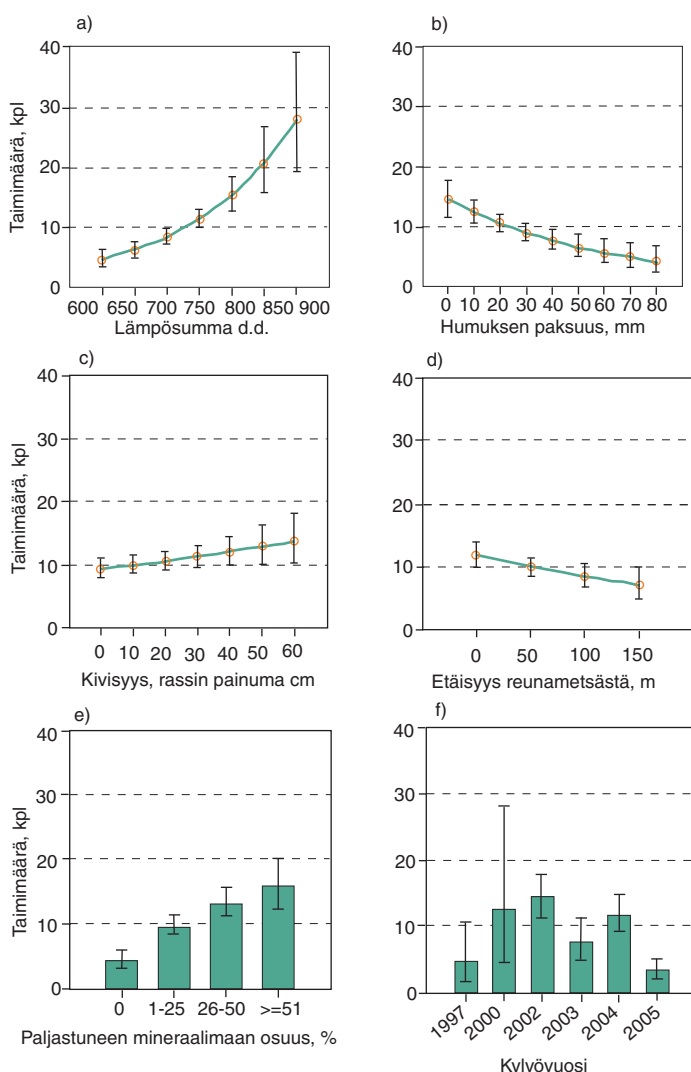 a)
40
30
20
10
0
Taimimäärä, kpl
600 650 700 750 800 850 900
Lämpösumma d.d.
b)
40
30
20
10
0
0 10 20 30 40 50 60 70 80
Humuksen paksuus, mm
c)
40
30
20
10
0
Taimimäärä, kpl
0 10 20 30 40 50 60
Kivisyys, rassin painuma cm
d)
40
30
20
10
0
0 50 100 150
Etäisyys reunametsästä, m
e)
40
30
20
10
0
Taimimäärä, kpl
0 1-25 26-50 >=51
Paljastuneen mineraalimaan osuus, %
f)
40
30
20
10
0
1997 2000 2002 2003 2004 2005
Kylvövuosi